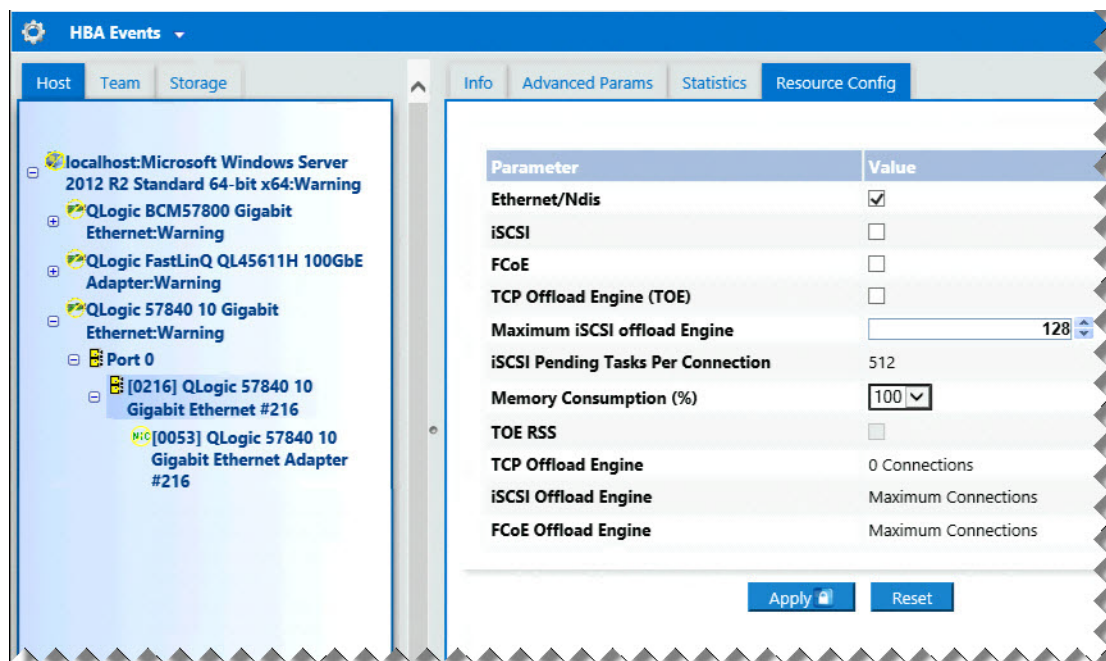 HBA Events
Host Team Storage
Info Advanced Params Statistics Resource Config
localhost:Microsoft Windows Server
2012 R2 Standard 64-bit x64:Warning
QLogic BCM57800 Gigabit
Ethernet:Warning
QLogic FastLinQ QL45611H 100GbE
Adapter:Warning
QLogic 57840 10 Gigabit
Ethernet:Warning
Port 0
[0216] QLogic 57840 10
Gigabit Ethernet #216
NiC [0053] QLogic 57840 10
Gigabit Ethernet Adapter
#216
Parameter Value
Ethernet/Ndis
iSCSI
FCoE
TCP Offload Engine (TOE)
Maximum iSCSI offload Engine 128
iSCSI Pending Tasks Per Connection 512
Memory Consumption (%) 100
TOE RSS
TCP Offload Engine 0 Connections
iSCSI Offload Engine Maximum Connections
FCoE Offload Engine Maximum Connections
Apply Reset